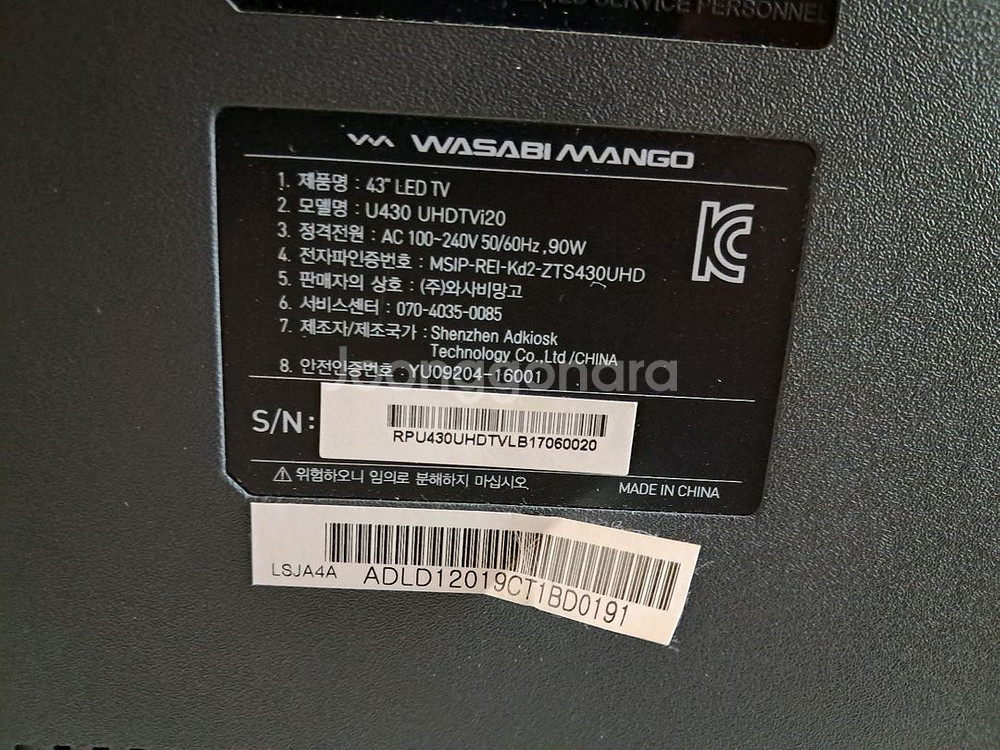 SERVICE PERSONNEL
WASABI MANGO
1. 제품명 : 43" LED TV
2. 모델명 : U430 UHDTVi20
3. 정격전원 : AC 100-240V 50/60Hz , 90W
4. 전자파인증번호 : MSIP-REI-Kd2-ZTS430UHD
5. 판매자의 상호 : (주)와사비망고
6. 서비스센터 : 070-4035-0085
7. 제조자/제조국가 : Shenzhen Adkiosk
Technology Co.,Ltd /CHINA
8. 안전인증번호 : YU09204-16001
Joonggonara
S/N:
RPU430UHDTVLB17060020
⚠ 위험하오니 임의로 분해하지 마십시오.
MADE IN CHINA
LSJA4A ADLD12019CT1BD0191